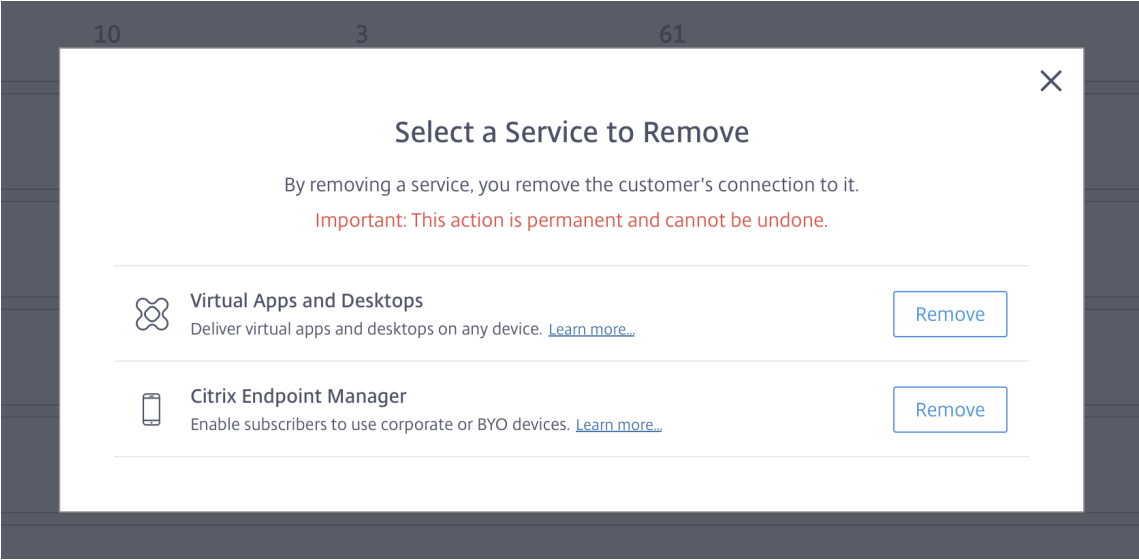 10 3 61
Select a Service to Remove
By removing a service, you remove the customer's connection to it.
Important: This action is permanent and cannot be undone.
Virtual Apps and Desktops
Deliver virtual apps and desktops on any device. Learn more...
Remove
Citrix Endpoint Manager
Enable subscribers to use corporate or BYO devices. Learn more...
Remove